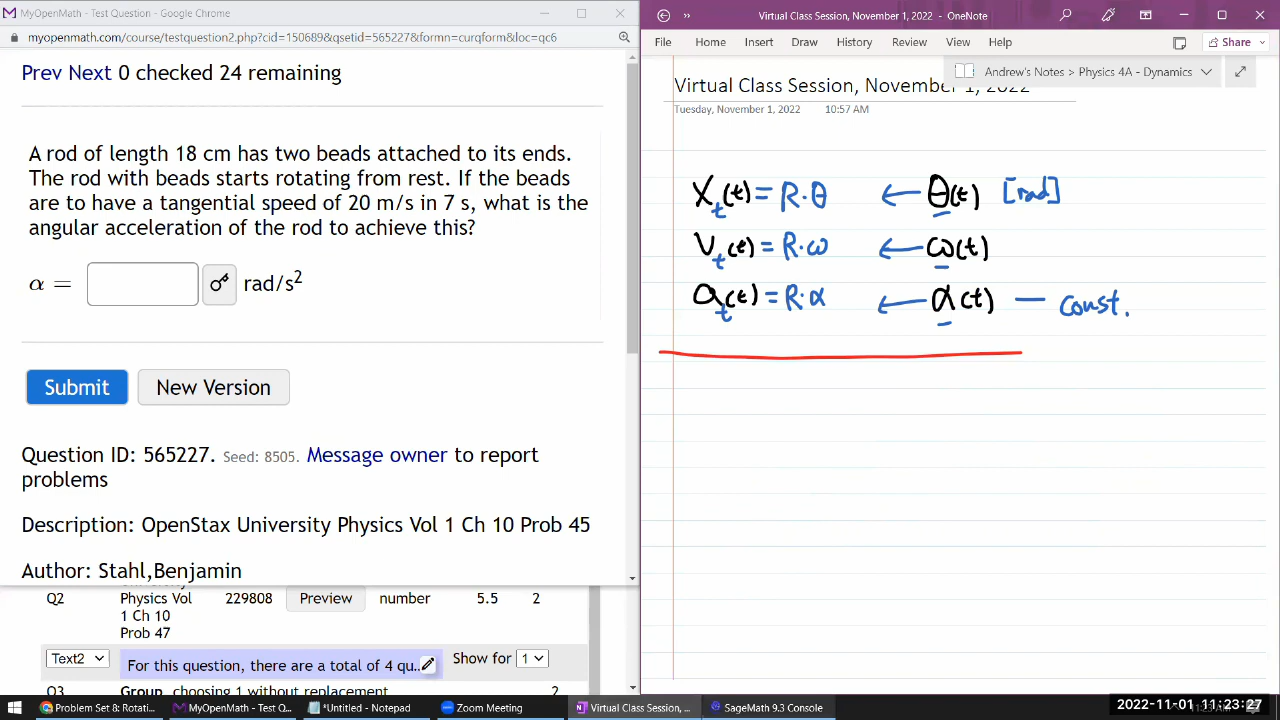 MyOpenMath - Test Question - Google Chrome
myopenmath.com/course/testquestion2.php?cid=150689&qsetid=565227&formn=curqform&loc=qc6
Prev Next 0 checked 24 remaining
A rod of length 18 cm has two beads attached to its ends.
The rod with beads starts rotating from rest. If the beads
are to have a tangential speed of 20 m/s in 7 s, what is the
angular acceleration of the rod to achieve this?
α = rad/s²
Submit New Version
Question ID: 565227. Seed: 8505. Message owner to report
problems
Description: OpenStax University Physics Vol 1 Ch 10 Prob 45
Author: Stahl,Benjamin
Q2 Physics Vol 229808 Preview number 5.5 2
1 Ch 10
Prob 47
Text2 For this question, there are a total of 4 qu.. Show for 1
Q3 Group, choosing 1 without replacement 2
Virtual Class Session, November 1, 2022 - OneNote
File Home Insert Draw History Review View Help Share
Andrew's Notes > Physics 4A - Dynamics
Virtual Class Session, November 1, 2022
Tuesday, November 1, 2022 10:57 AM
X_t(t) = R·θ ← θ(t) [rad]
V_t(t) = R·ω ← ω(t)
a_t(t) = R·α ← α(t) — const.
Problem Set & Rotati... MyOpenMath - Test Q... *Untitled - Notepad Zoom Meeting Virtual Class Session, ... SageMath 9.3 Console
2022-11-01 11:23:27